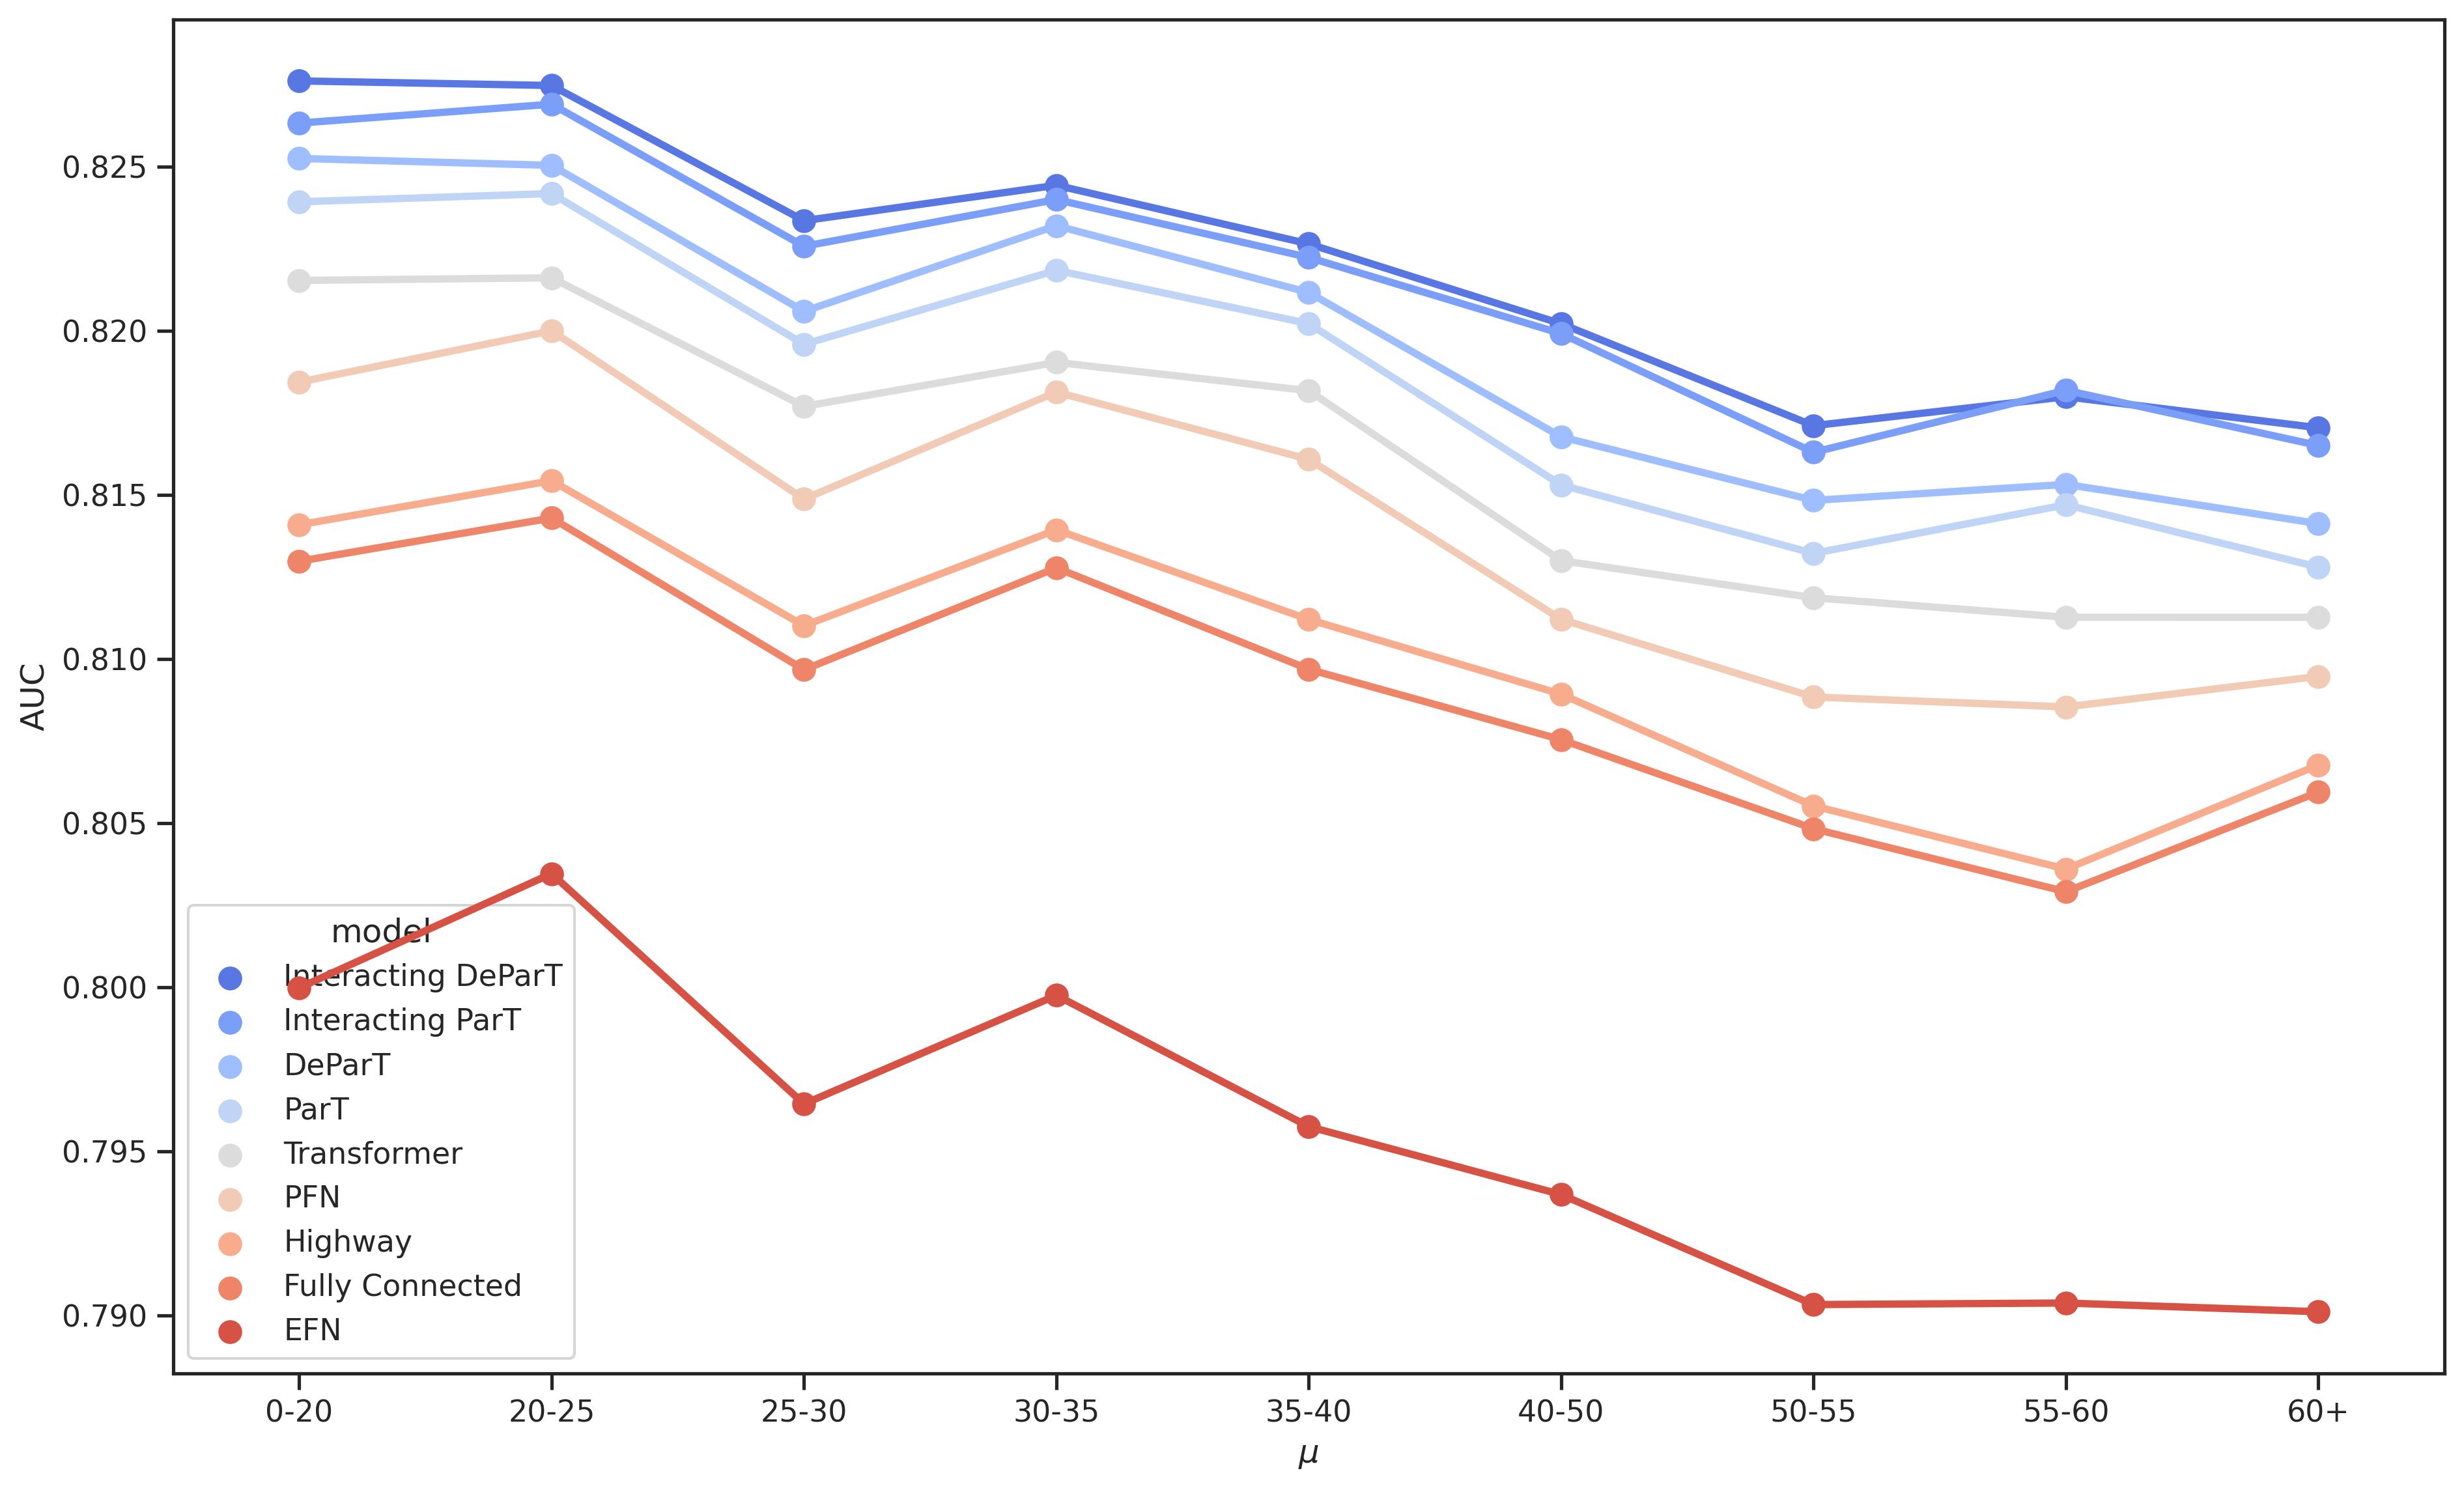 0.825
0.820
0.815
0.810
0.805
0.800
0.795
0.790
AUC
model
Interacting DeParT
Interacting ParT
DeParT
ParT
Transformer
PFN
Highway
Fully Connected
EFN
0-20 20-25 25-30 30-35 35-40 40-50 50-55 55-60 60+
μ